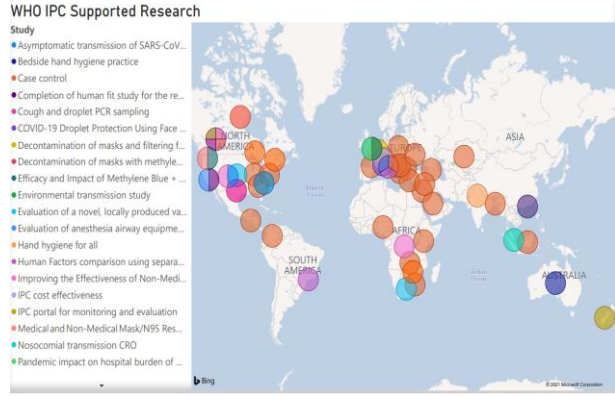 WHO IPC Supported Research
Study
Asymptomatic transmission of SARS-CoV...
Bedside hand hygiene practice
Case control
Completion of human fit study for the re...
Cough and droplet PCR sampling
COVID-19 Droplet Protection Using Face ...
Decontamination of masks and filtering f...
Decontamination of masks with methyle...
Efficacy and Impact of Methylene Blue + ...
Environmental transmission study
Evaluation of a novel, locally produced va...
Evaluation of anesthesia airway equipme...
Hand hygiene for all
Human Factors comparison using separa...
Improving the Effectiveness of Non-Medi...
IPC cost effectiveness
IPC portal for monitoring and evaluation
Medical and Non-Medical Mask/N95 Res...
Nosocomial transmission CRO
Pandemic impact on hospital burden of ...
NORTH
AMERICA
EUROPE
ASIA
Atlantic
Ocean
AFRICA
SOUTH
AMERICA
Indian
Ocean
AUSTRALIA
Bing
© 2021 Microsoft Corporation